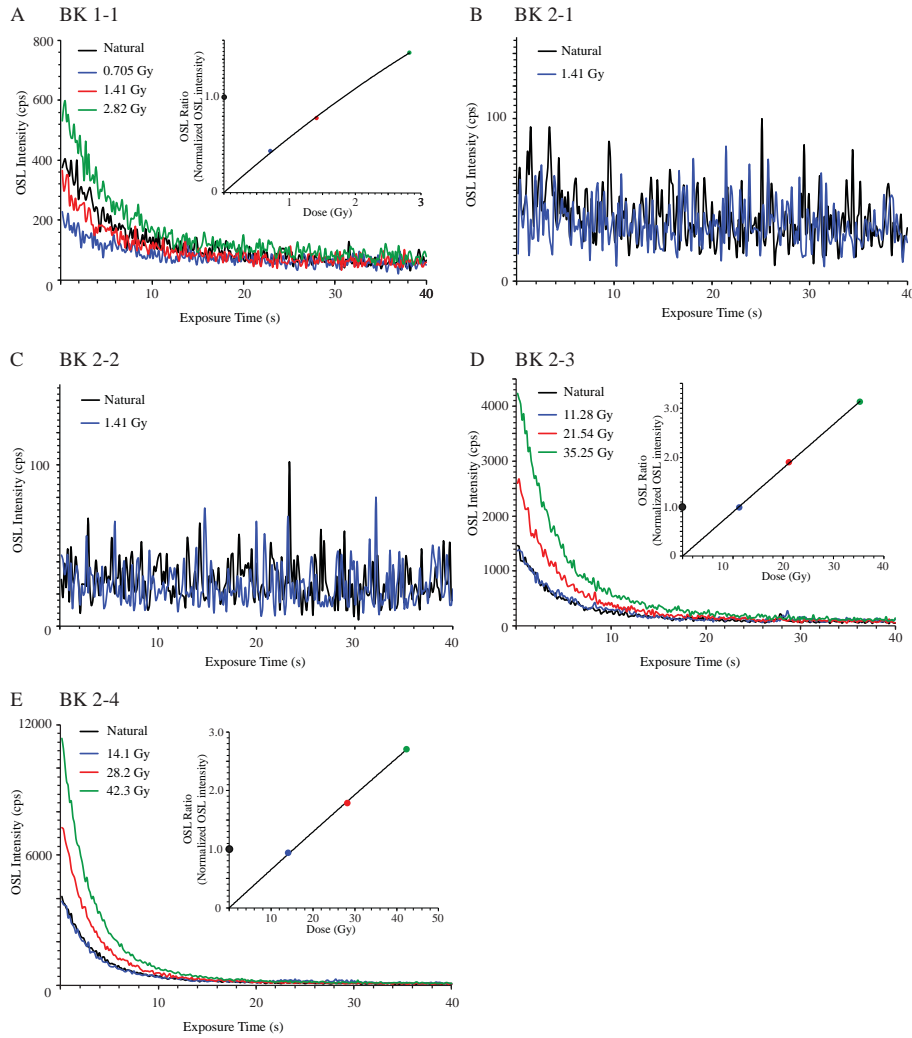 A BK 1-1
800
600
400
200
0
OSL Intensity (cps)
Natural
0.705 Gy
1.41 Gy
2.82 Gy
OSL Ratio
(Normalized OSL intensity)
1.0
0
1 2 3
Dose (Gy)
10 20 30 40
Exposure Time (s)
B BK 2-1
100
0
OSL Intensity (cps)
Natural
1.41 Gy
10 20 30 40
Exposure Time (s)
C BK 2-2
100
0
OSL Intensity (cps)
Natural
1.41 Gy
10 20 30 40
Exposure Time (s)
D BK 2-3
4000
3000
2000
1000
0
OSL Intensity (cps)
Natural
11.28 Gy
21.54 Gy
35.25 Gy
OSL Ratio
(Normalized OSL intensity)
3.0
2.0
1.0
0
10 20 30 40
Dose (Gy)
10 20 30 40
Exposure Time (s)
E BK 2-4
12000
6000
0
OSL Intensity (cps)
Natural
14.1 Gy
28.2 Gy
42.3 Gy
OSL Ratio
(Normalized OSL intensity)
3.0
2.0
1.0
0
10 20 30 40 50
Dose (Gy)
10 20 30 40
Exposure Time (s)